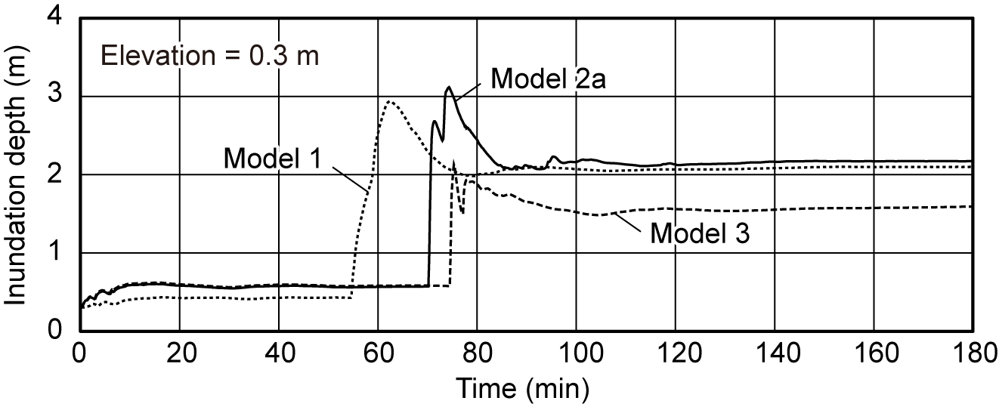 4
3
2
1
0
Inundation depth (m)
Elevation = 0.3 m
Model 2a
Model 1
Model 3
0 20 40 60 80 100 120 140 160 180
Time (min)